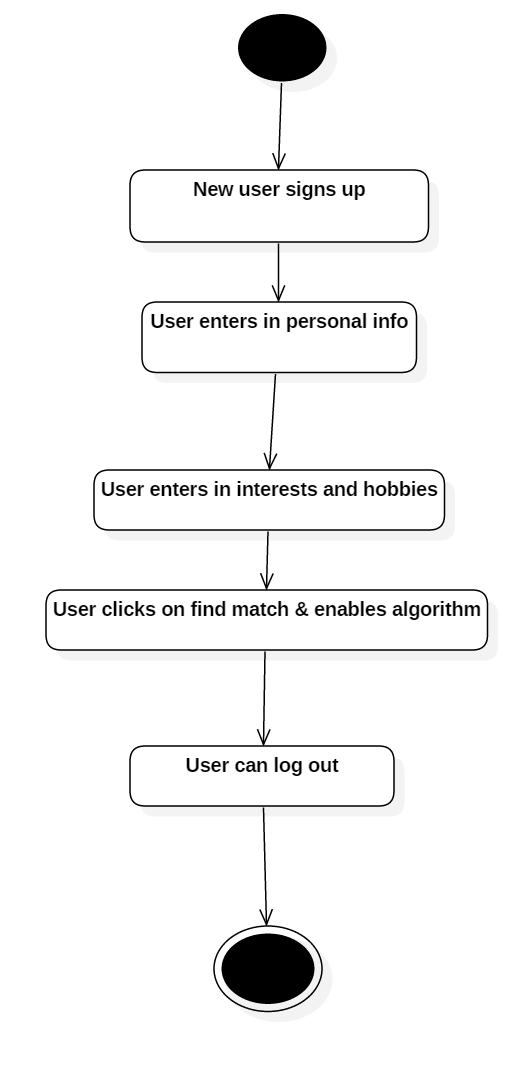 New user signs up
User enters in personal info
User enters in interests and hobbies
User clicks on find match & enables algorithm
User can log out